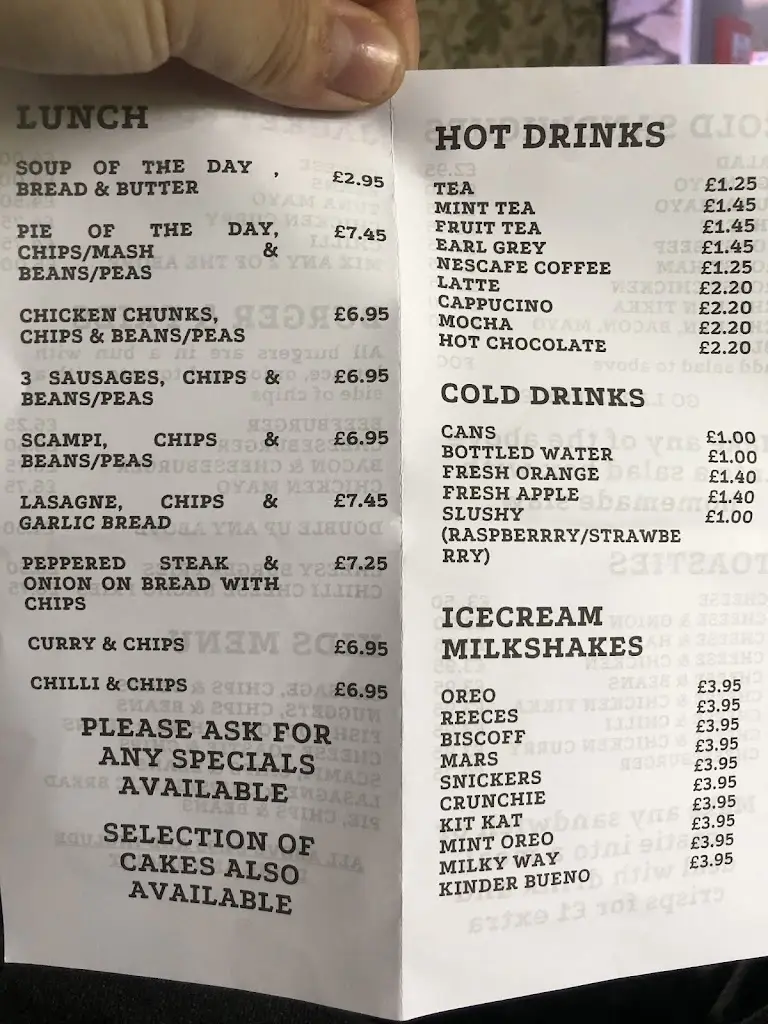 LUNCH
SOUP OF THE DAY , £2.95
BREAD & BUTTER
PIE OF THE DAY, £7.45
CHIPS/MASH &
BEANS/PEAS
CHICKEN CHUNKS, £6.95
CHIPS & BEANS/PEAS
3 SAUSAGES, CHIPS & £6.95
BEANS/PEAS
SCAMPI, CHIPS & £6.95
BEANS/PEAS
LASAGNE, CHIPS & £7.45
GARLIC BREAD
PEPPERED STEAK & £7.25
ONION ON BREAD WITH
CHIPS
CURRY & CHIPS £6.95
CHILLI & CHIPS £6.95
PLEASE ASK FOR
ANY SPECIALS
AVAILABLE
SELECTION OF
CAKES ALSO
AVAILABLE
HOT DRINKS
TEA £1.25
MINT TEA £1.45
FRUIT TEA £1.45
EARL GREY £1.45
NESCAFE COFFEE £1.25
LATTE £2.20
CAPPUCINO £2.20
MOCHA £2.20
HOT CHOCOLATE £2.20
COLD DRINKS
CANS £1.00
BOTTLED WATER £1.00
FRESH ORANGE £1.40
FRESH APPLE £1.40
SLUSHY £1.00
(RASPBERRRY/STRAWBE
RRY)
ICECREAM
MILKSHAKES
OREO £3.95
REECES £3.95
BISCOFF £3.95
MARS £3.95
SNICKERS £3.95
CRUNCHIE £3.95
KIT KAT £3.95
MINT OREO £3.95
MILKY WAY £3.95
KINDER BUENO £3.95